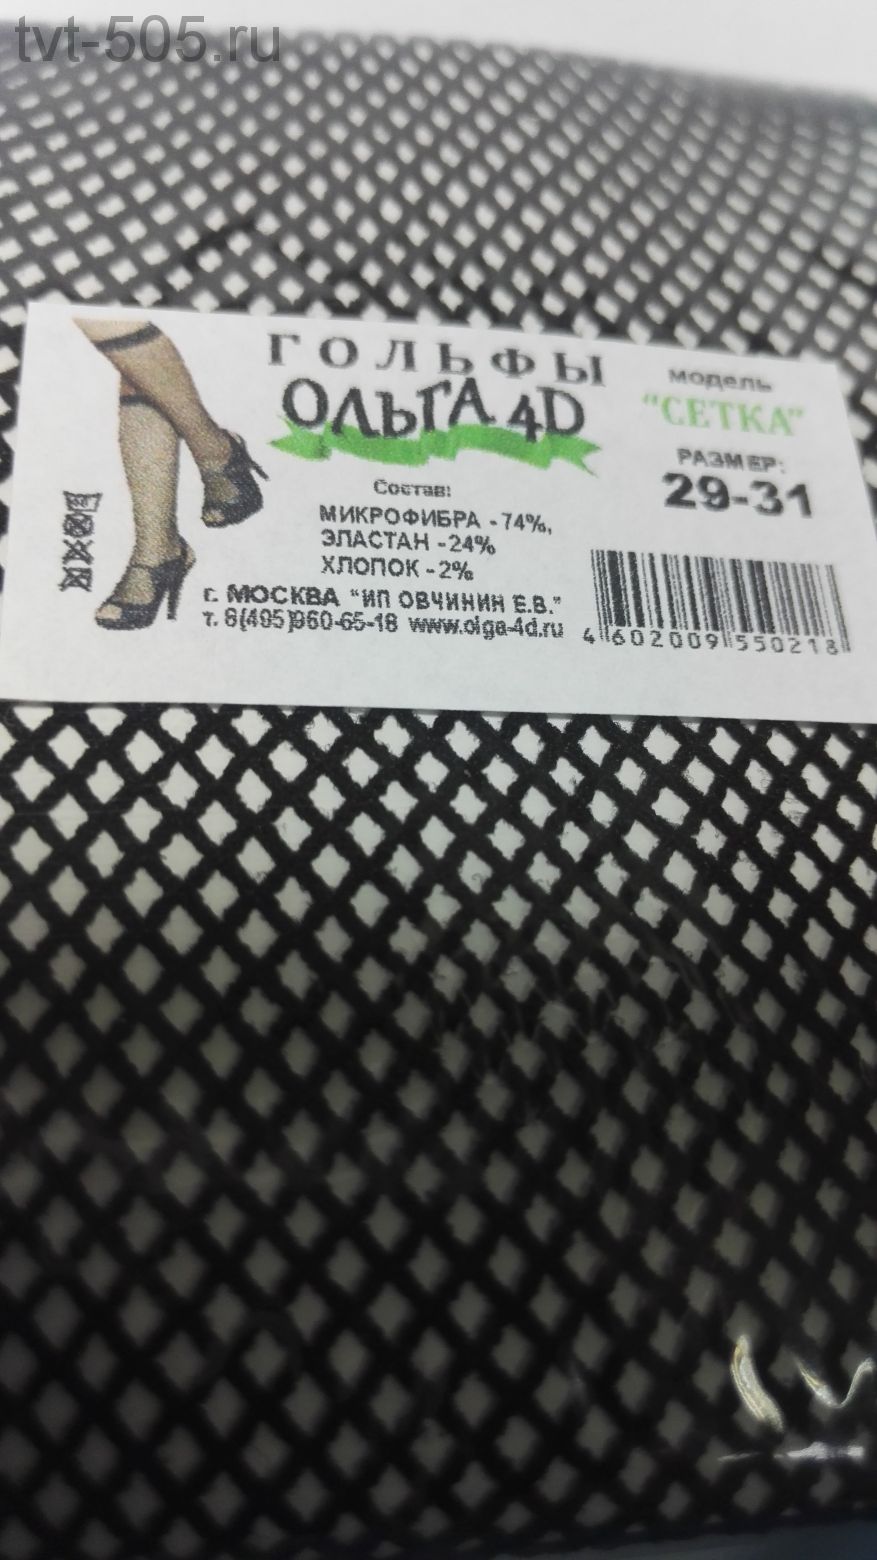 tvt-505.ru
ГОЛЬФЫ
ОЛЬГА 4D
модель
"СЕТКА"
РАЗМЕР:
29-31
Состав:
МИКРОФИБРА -74%,
ЭЛАСТАН -24%
ХЛОПОК -2%
г. МОСКВА "ИП ОВЧИНИН Е.В."
т. 8(495)960-65-18 www.olga-4d.ru
4 602009 550218